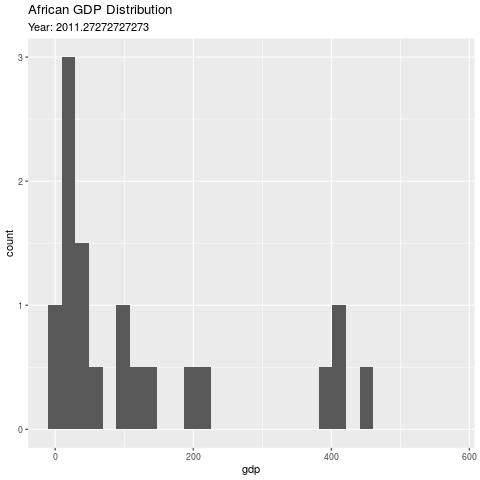 African GDP Distribution
Year: 2011.27272727273
3
2
1
0
count
0 200 400 600
gdp